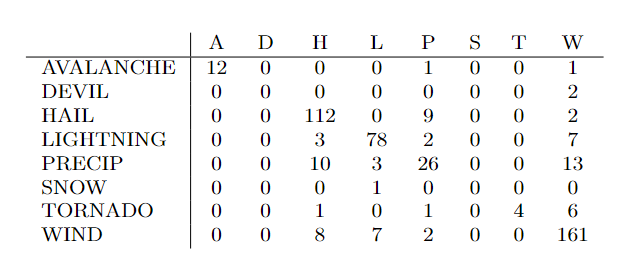 A D H L P S T W
AVALANCHE 12 0 0 0 1 0 0 1
DEVIL 0 0 0 0 0 0 0 2
HAIL 0 0 112 0 9 0 0 2
LIGHTNING 0 0 3 78 2 0 0 7
PRECIP 0 0 10 3 26 0 0 13
SNOW 0 0 0 1 0 0 0 0
TORNADO 0 0 1 0 1 0 4 6
WIND 0 0 8 7 2 0 0 161